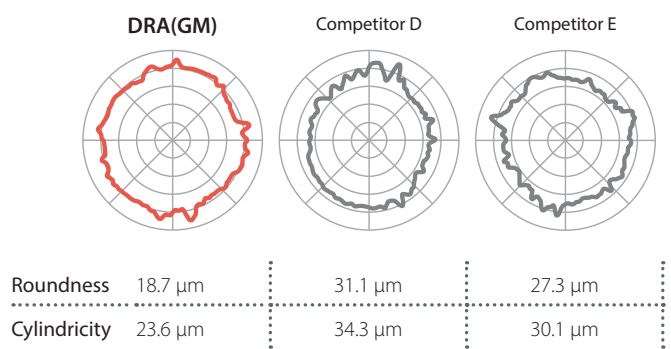 DRA(GM) Competitor D Competitor E
Roundness 18.7 μm 31.1 μm 27.3 μm
Cylindricity 23.6 μm 34.3 μm 30.1 μm